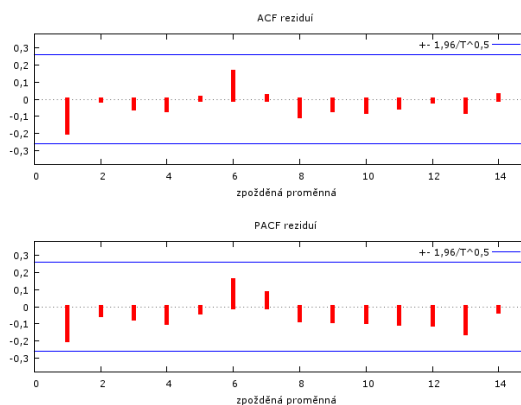 ACF reziduí
+- 1,96/T^0,5
0,3
0,2
0,1
0
-0,1
-0,2
-0,3
0 2 4 6 8 10 12 14
zpožděná proměnná
PACF reziduí
+- 1,96/T^0,5
0,3
0,2
0,1
0
-0,1
-0,2
-0,3
0 2 4 6 8 10 12 14
zpožděná proměnná